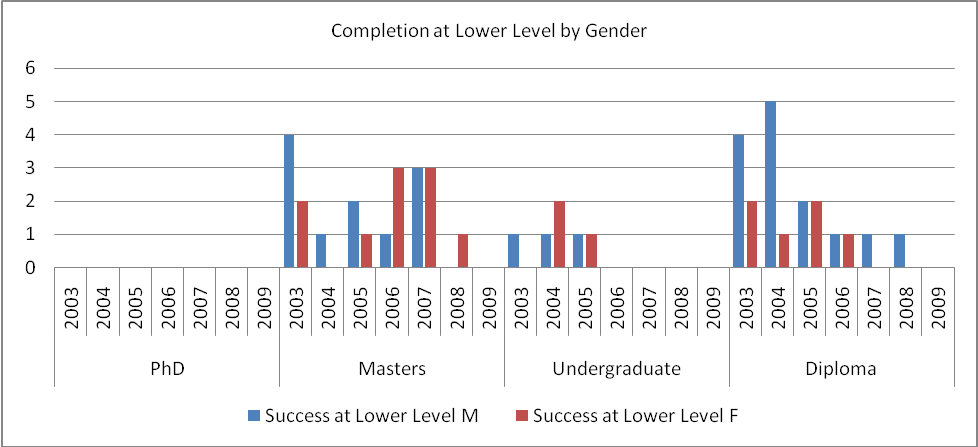 Completion at Lower Level by Gender
6
5
4
3
2
1
0
2003 2004 2005 2006 2007 2008 2009 2003 2004 2005 2006 2007 2008 2009 2003 2004 2005 2006 2007 2008 2009 2003 2004 2005 2006 2007 2008 2009
PhD Masters Undergraduate Diploma
Success at Lower Level M Success at Lower Level F